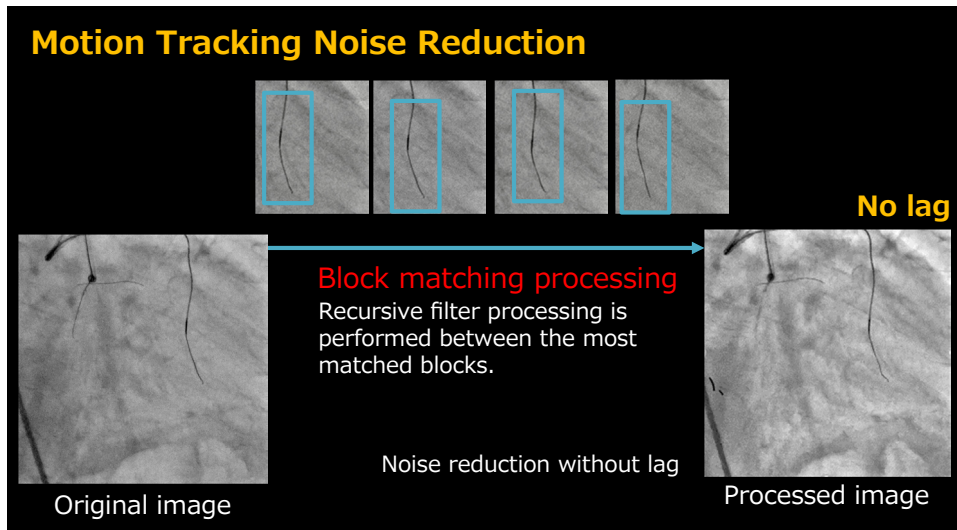 Motion Tracking Noise Reduction
No lag
Block matching processing
Recursive filter processing is
performed between the most
matched blocks.
Noise reduction without lag
Original image
Processed image